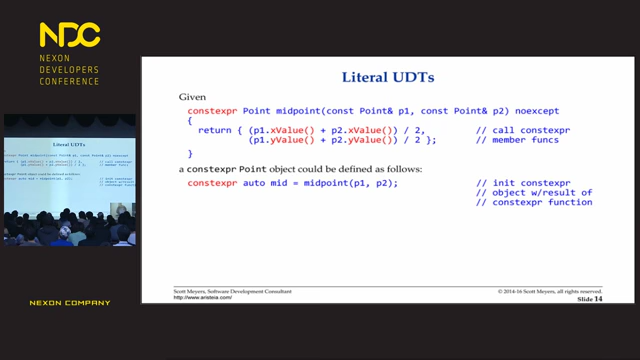 NDC
NEXON
DEVELOPERS
CONFERENCE
Literal UDTs
Given
constexpr Point midpoint(const Point& p1, const Point& p2) noexcept
{
return { (p1.xValue() + p2.xValue()) / 2, // call constexpr
(p1.yValue() + p2.yValue()) / 2 }; // member funcs
}
a constexpr Point object could be defined as follows:
constexpr auto mid = midpoint(p1, p2); // init constexpr
// object w/result of
// constexpr function
Scott Meyers, Software Development Consultant
http://www.aristeia.com/
© 2014-16 Scott Meyers, all rights reserved.
Slide 14
Literal UDTs
NEXON COMPANY